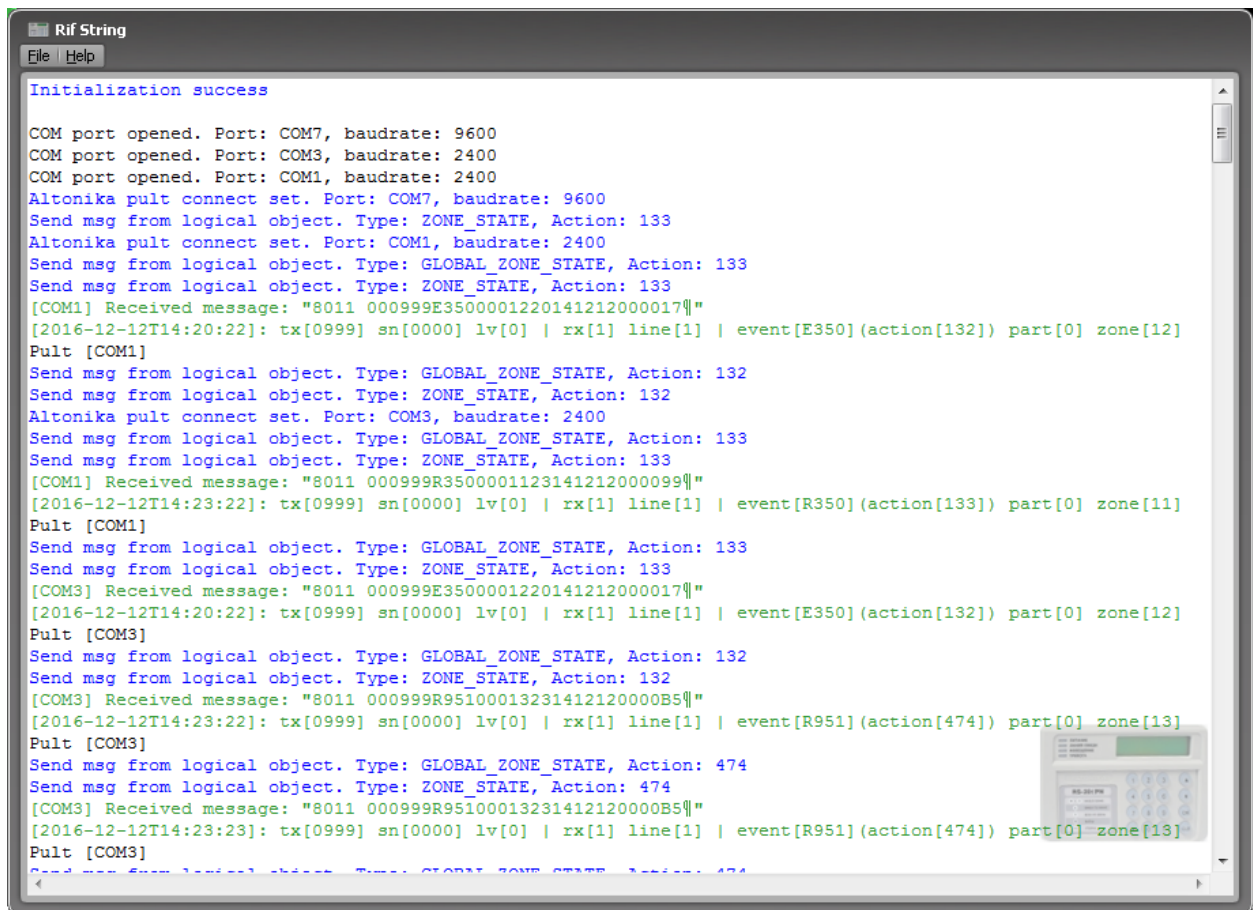 Rif String
File Help
Initialization success
COM port opened. Port: COM7, baudrate: 9600
COM port opened. Port: COM3, baudrate: 2400
COM port opened. Port: COM1, baudrate: 2400
Altonika pult connect set. Port: COM7, baudrate: 9600
Send msg from logical object. Type: ZONE_STATE, Action: 133
Altonika pult connect set. Port: COM1, baudrate: 2400
Send msg from logical object. Type: GLOBAL_ZONE_STATE, Action: 133
Send msg from logical object. Type: ZONE_STATE, Action: 133
[COM1] Received message: "8011 000999E3500001220141212000017¶"
[2016-12-12T14:20:22]: tx[0999] sn[0000] lv[0] | rx[1] line[1] | event[E350](action[132]) part[0] zone[12]
Pult [COM1]
Send msg from logical object. Type: GLOBAL_ZONE_STATE, Action: 132
Send msg from logical object. Type: ZONE_STATE, Action: 132
Altonika pult connect set. Port: COM3, baudrate: 2400
Send msg from logical object. Type: GLOBAL_ZONE_STATE, Action: 133
Send msg from logical object. Type: ZONE_STATE, Action: 133
[COM1] Received message: "8011 000999R3500001123141212000099¶"
[2016-12-12T14:23:22]: tx[0999] sn[0000] lv[0] | rx[1] line[1] | event[R350](action[133]) part[0] zone[11]
Pult [COM1]
Send msg from logical object. Type: GLOBAL_ZONE_STATE, Action: 133
Send msg from logical object. Type: ZONE_STATE, Action: 133
[COM3] Received message: "8011 000999E3500001220141212000017¶"
[2016-12-12T14:20:22]: tx[0999] sn[0000] lv[0] | rx[1] line[1] | event[E350](action[132]) part[0] zone[12]
Pult [COM3]
Send msg from logical object. Type: GLOBAL_ZONE_STATE, Action: 132
Send msg from logical object. Type: ZONE_STATE, Action: 132
[COM3] Received message: "8011 000999R95100013231412120000B5¶"
[2016-12-12T14:23:22]: tx[0999] sn[0000] lv[0] | rx[1] line[1] | event[R951](action[474]) part[0] zone[13]
Pult [COM3]
Send msg from logical object. Type: GLOBAL_ZONE_STATE, Action: 474
Send msg from logical object. Type: ZONE_STATE, Action: 474
[COM3] Received message: "8011 000999R95100013231412120000B5¶"
[2016-12-12T14:23:23]: tx[0999] sn[0000] lv[0] | rx[1] line[1] | event[R951](action[474]) part[0] zone[13]
Pult [COM3]
Send msg from logical object. Type: GLOBAL_ZONE_STATE, Action: 474